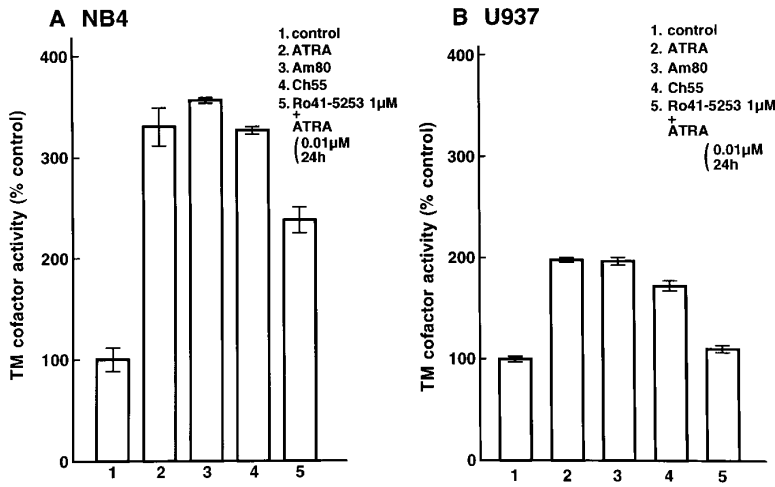 A NB4
1. control
2. ATRA
3. Am80
4. Ch55
5. Ro41-5253 1μM
+
ATRA
(0.01μM
24h
TM cofactor activity (% control)
400
300
200
100
0
1 2 3 4 5
B U937
1. control
2. ATRA
3. Am80
4. Ch55
5. Ro41-5253 1μM
+
ATRA
(0.01μM
24h
TM cofactor activity (% control)
400
300
200
100
0
1 2 3 4 5